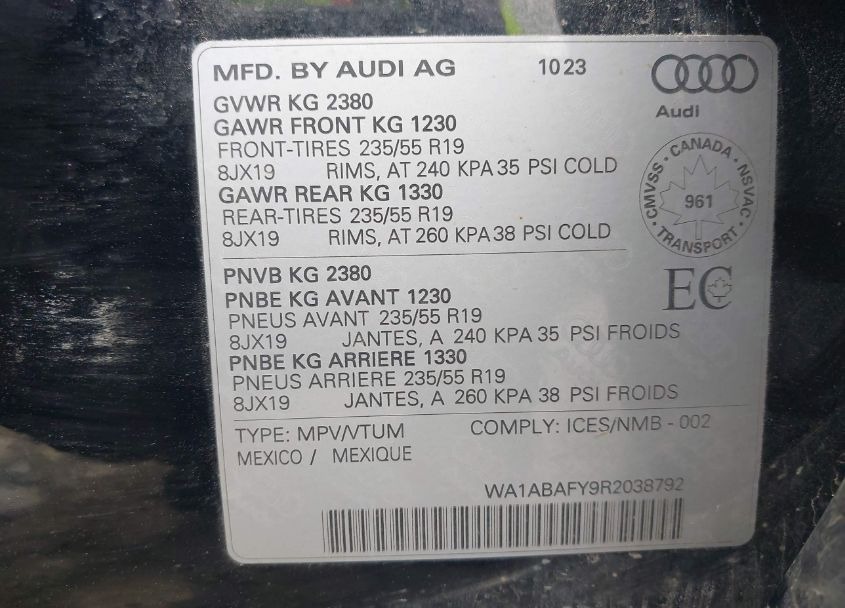 MFD. BY AUDI AG 1023
Audi
GVWR KG 2380
GAWR FRONT KG 1230
FRONT-TIRES 235/55 R19
8JX19 RIMS, AT 240 KPA 35 PSI COLD
GAWR REAR KG 1330
REAR-TIRES 235/55 R19
8JX19 RIMS, AT 260 KPA 38 PSI COLD
CMVSS · CANADA · NSVAC · TRANSPORT ·
961
EC
PNVB KG 2380
PNBE KG AVANT 1230
PNEUS AVANT 235/55 R19
8JX19 JANTES, A 240 KPA 35 PSI FROIDS
PNBE KG ARRIERE 1330
PNEUS ARRIERE 235/55 R19
8JX19 JANTES, A 260 KPA 38 PSI FROIDS
TYPE: MPV/VTUM COMPLY: ICES/NMB - 002
MEXICO / MEXIQUE
WA1ABAFY9R2038792